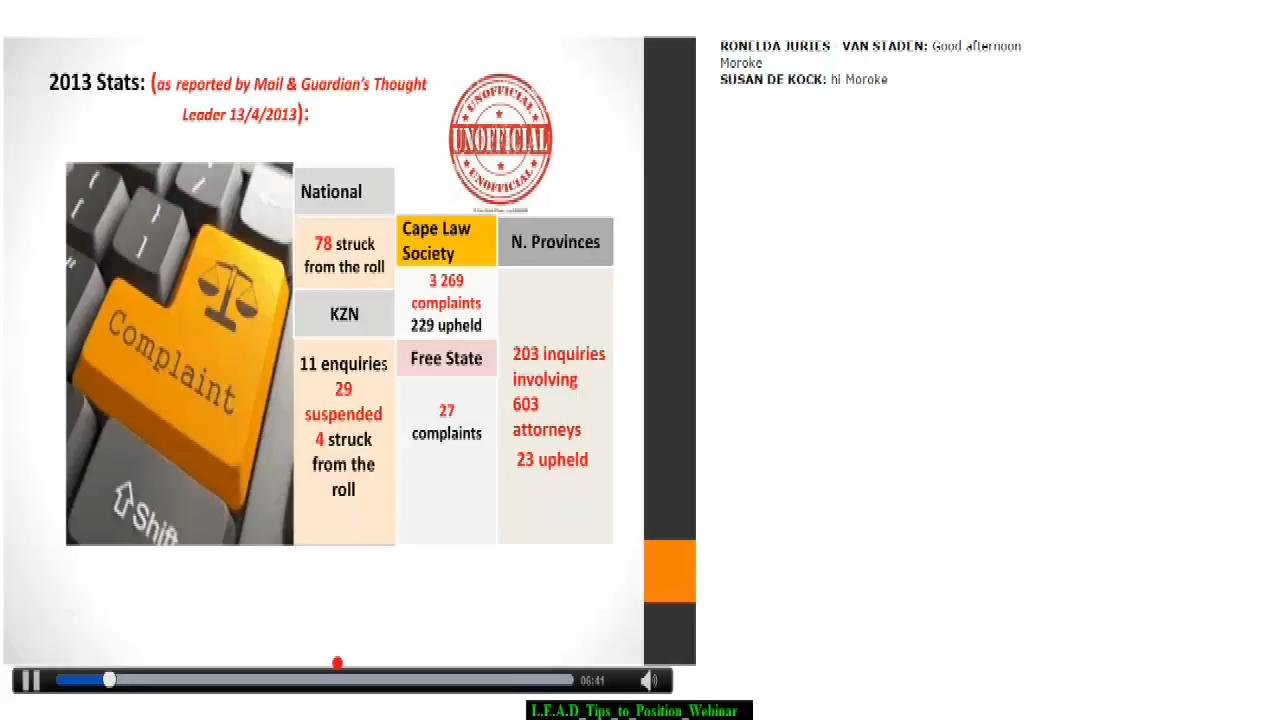 2013 Stats: (as reported by Mail & Guardian's Thought
Leader 13/4/2013):
UNOFFICIAL
UNOFFICIAL
UNOFFICIAL
Complaint
Shift
National
78 struck
from the roll
KZN
11 enquiries
29
suspended
4 struck
from the
roll
Cape Law
Society
3 269
complaints
229 upheld
Free State
27
complaints
N. Provinces
203 inquiries
involving
603
attorneys
23 upheld
RONELDA JURIES - VAN STADEN: Good afternoon
Moroke
SUSAN DE KOCK: hi Moroke
06:41
L.E.A.D_Tips_to_Position_Webinar